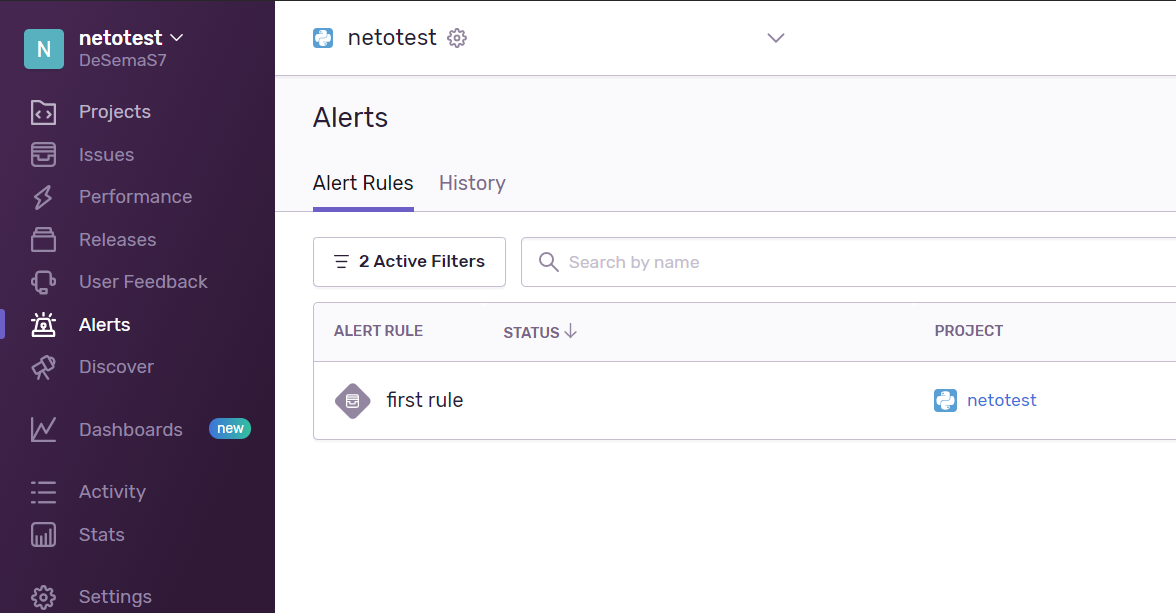 N
netotest
DeSemaS7
Projects
Issues
Performance
Releases
User Feedback
Alerts
Discover
Dashboards new
Activity
Stats
Settings
netotest
Alerts
Alert Rules History
2 Active Filters Search by name
ALERT RULE STATUS PROJECT
first rule netotest